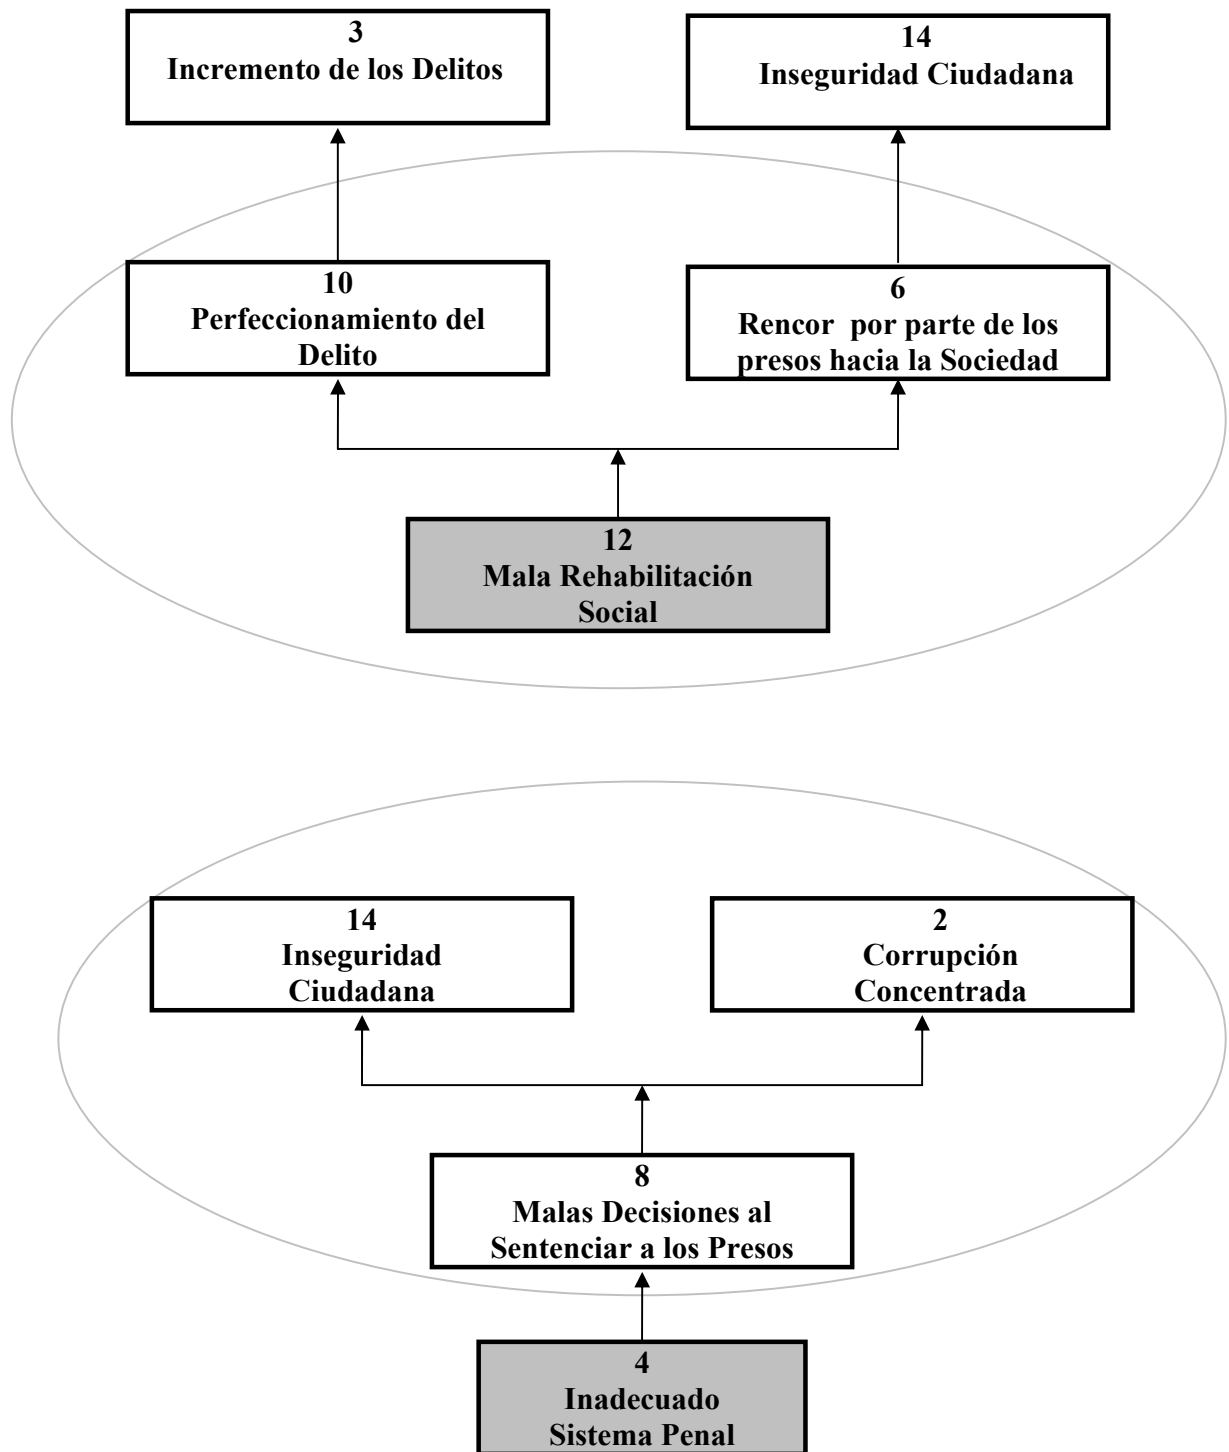 3
Incremento de los Delitos
14
Inseguridad Ciudadana
10
Perfeccionamiento del
Delito
6
Rencor por parte de los
presos hacia la Sociedad
12
Mala Rehabilitación
Social
14
Inseguridad
Ciudadana
2
Corrupción
Concentrada
8
Malas Decisiones al
Sentenciar a los Presos
4
Inadecuado
Sistema Penal